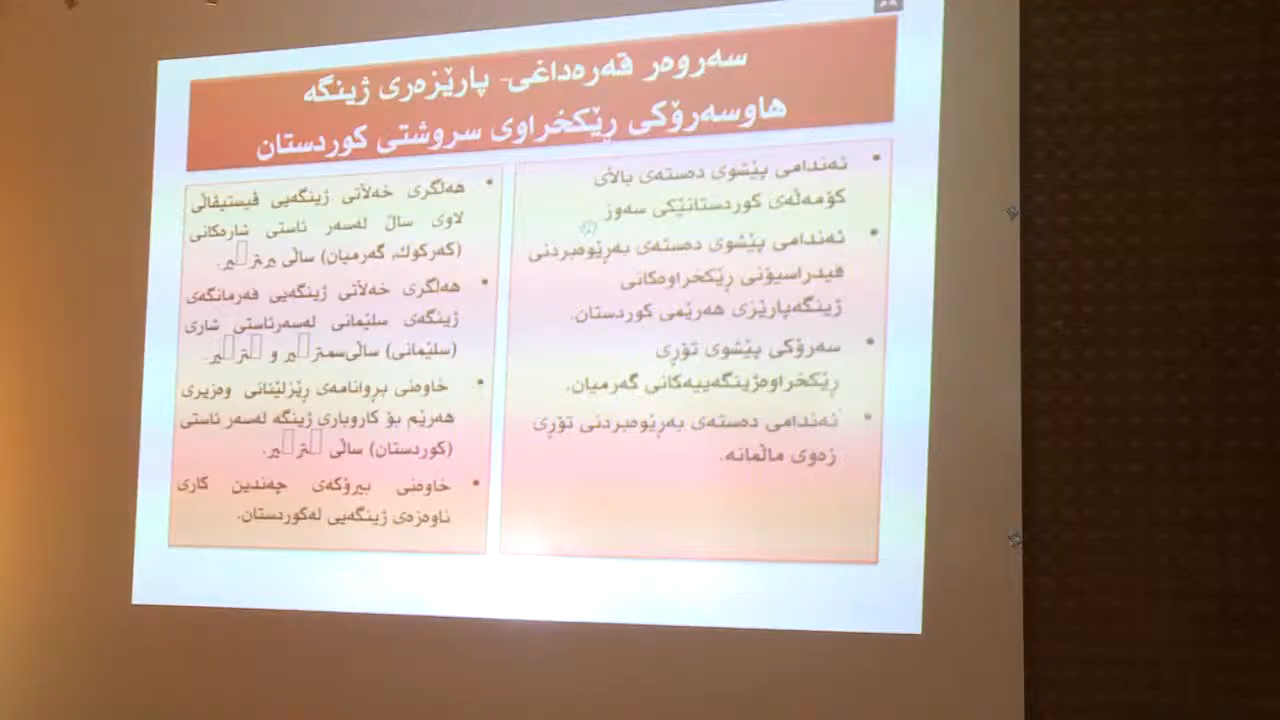 سەروەر قەرەداغی- پارێزەری ژینگە
هاوسەرۆکی ڕێکخراوی سروشتی کوردستان
• ئەندامی پێشوی دەستەی باڵای
کۆمەڵەی کوردستانێکی سەوز
• ئەندامی پێشوی دەستەی بەڕێوەبردنی
فیدراسیۆنی ڕێکخراوەکانی
ژینگەپارێزی هەرێمی کوردستان.
• سەرۆکی پێشوی تۆڕی
ڕێکخراوەژینگەییەکانی گەرمیان.
• ئەندامی دەستەی بەڕێوەبردنی تۆڕی
زەوی ماڵمانە.
• هەڵگری خەڵاتی ژینگەیی ڤیستیڤاڵی
لاوی ساڵ لەسەر ئاستی شارەکانی
(کەرکوك, گەرمیان) ساڵی
• هەڵگری خەڵاتی ژینگەیی فەرمانگەی
ژینگەی سلێمانی لەسەرئاستی شاری
(سلێمانی) ساڵی و
• خاوەنی بڕوانامەی ڕێزلێنانی وەزیری
هەرێم بۆ کاروباری ژینگە لەسەر ئاستی
(کوردستان) ساڵی
• خاوەنی بیرۆکەی چەندین کاری
ناوەزەی ژینگەیی لەکوردستان.